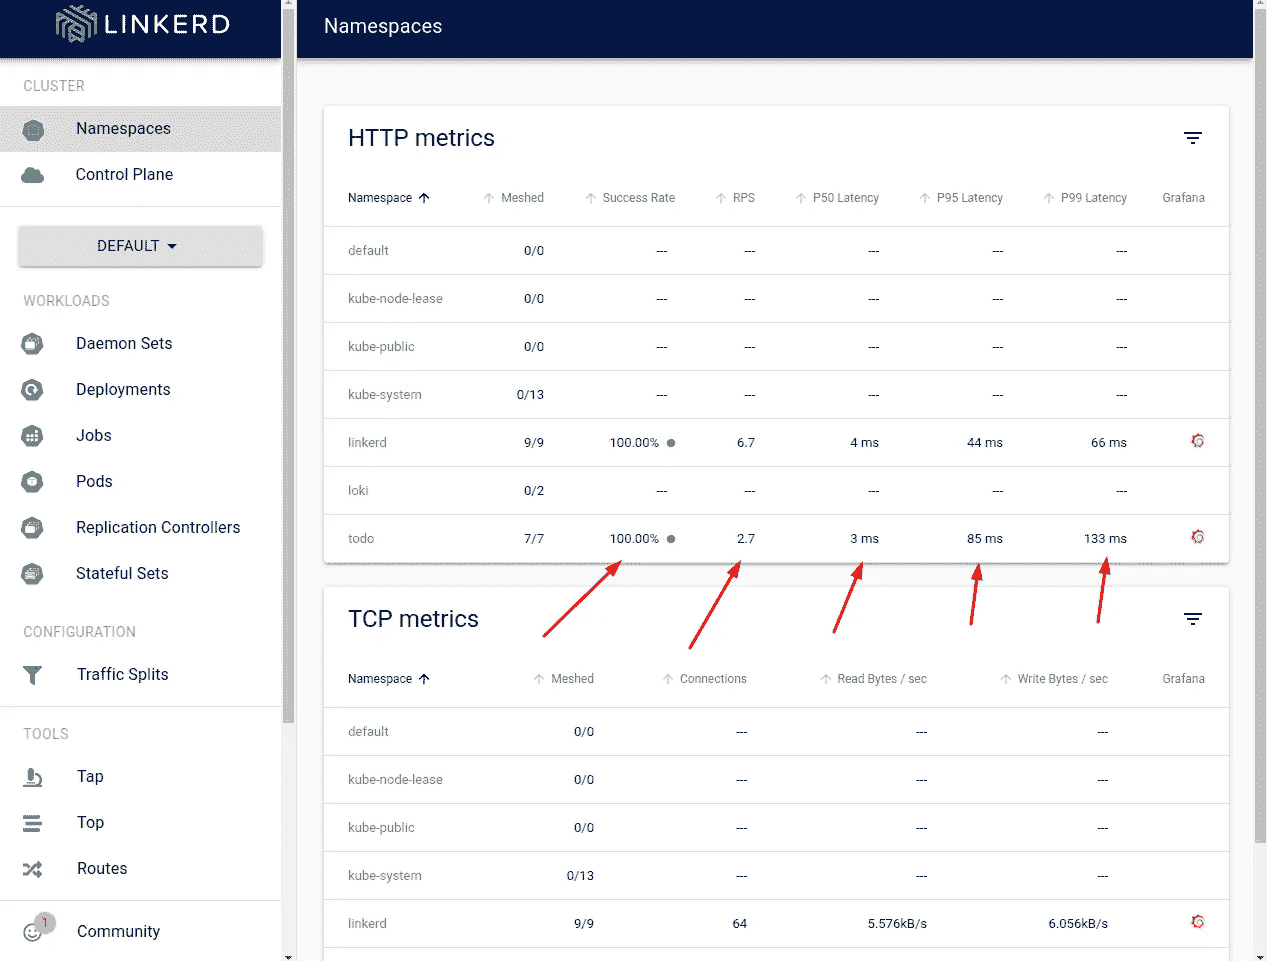 LINKERD
Namespaces
CLUSTER
Namespaces
Control Plane
DEFAULT
WORKLOADS
Daemon Sets
Deployments
Jobs
Pods
Replication Controllers
Stateful Sets
CONFIGURATION
Traffic Splits
TOOLS
Tap
Top
Routes
1
Community
HTTP metrics
Namespace Meshed Success Rate RPS P50 Latency P95 Latency P99 Latency Grafana
default 0/0 --- --- --- --- ---
kube-node-lease 0/0 --- --- --- --- ---
kube-public 0/0 --- --- --- --- ---
kube-system 0/13 --- --- --- --- ---
linkerd 9/9 100.00% 6.7 4 ms 44 ms 66 ms
loki 0/2 --- --- --- --- ---
todo 7/7 100.00% 2.7 3 ms 85 ms 133 ms
TCP metrics
Namespace Meshed Connections Read Bytes / sec Write Bytes / sec Grafana
default 0/0 --- --- ---
kube-node-lease 0/0 --- --- ---
kube-public 0/0 --- --- ---
kube-system 0/13 --- --- ---
linkerd 9/9 64 5.576kB/s 6.056kB/s